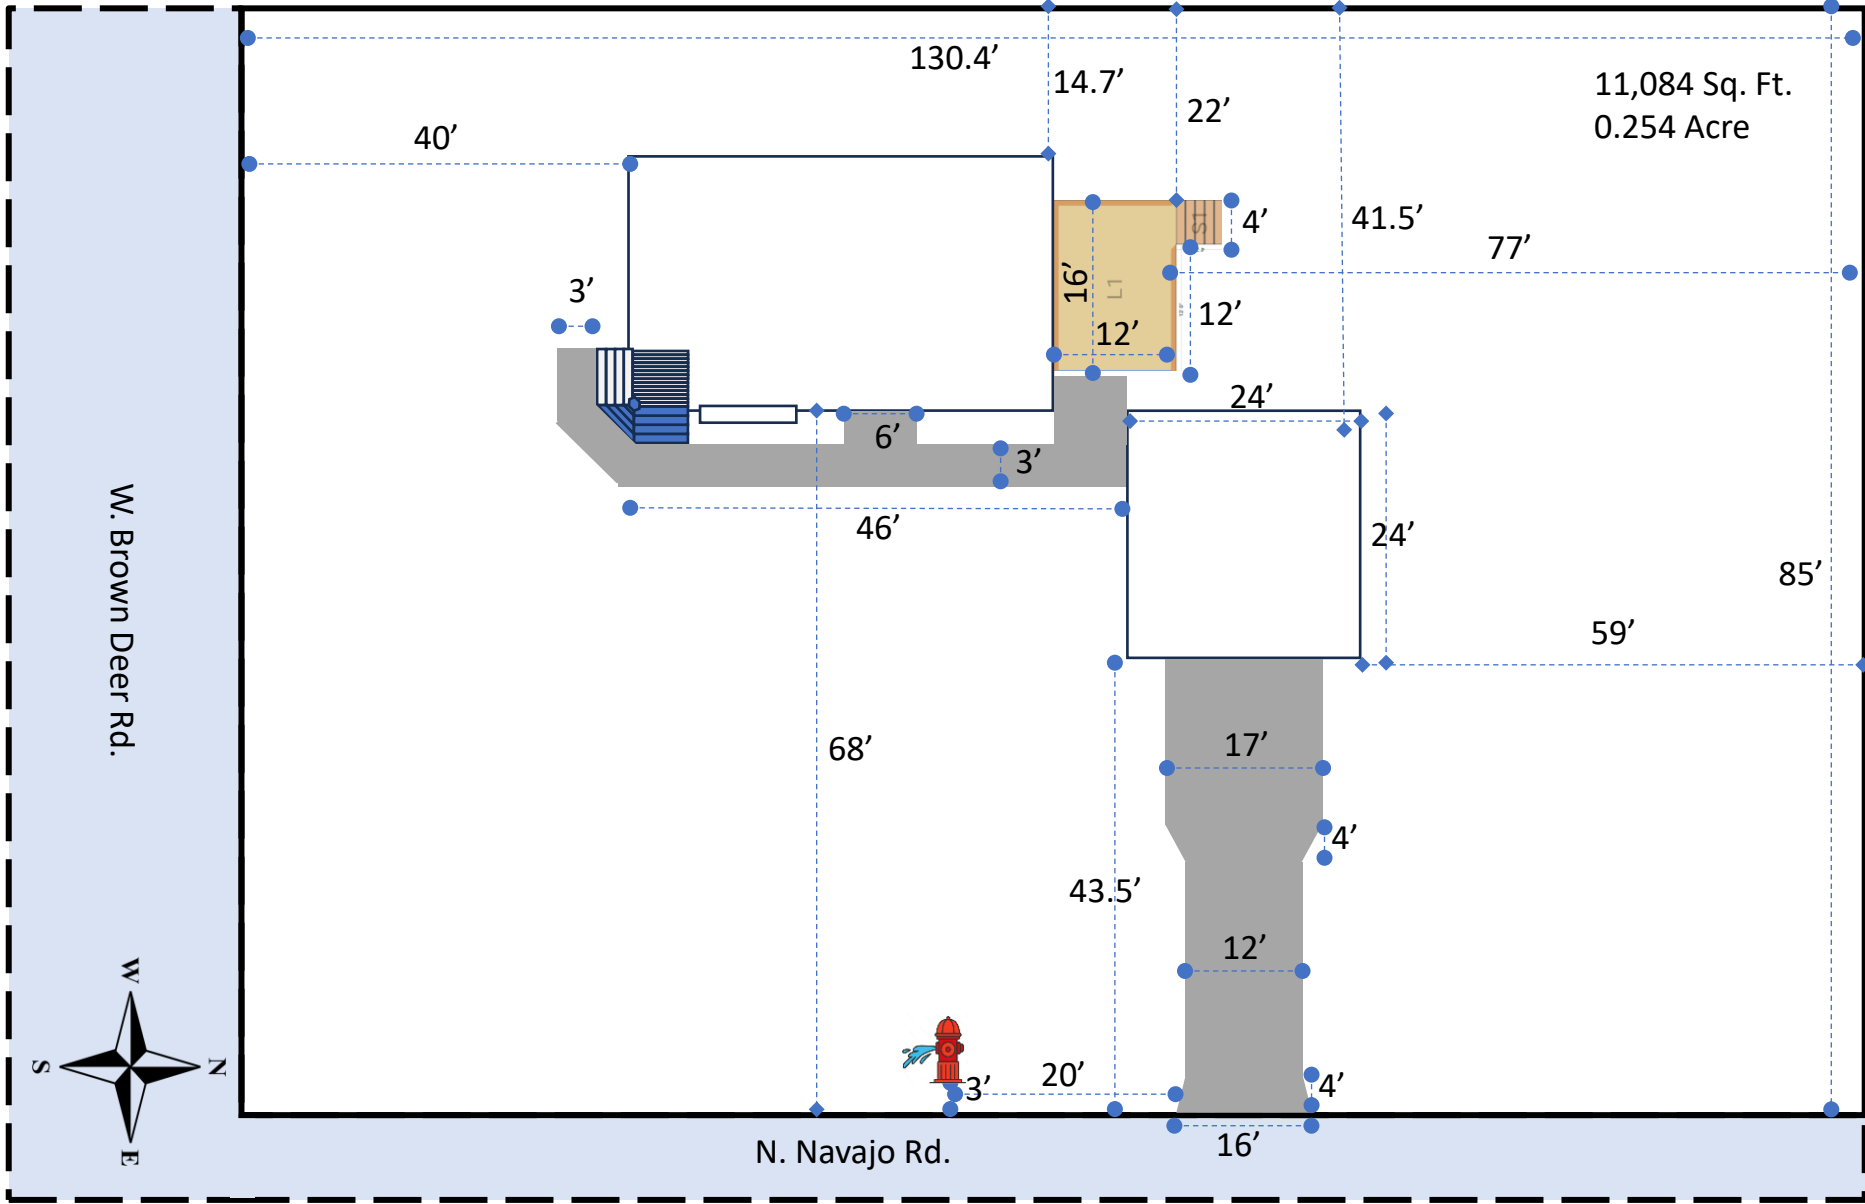 130.4’
14.7’
11,084 Sq. Ft.
0.254 Acre
22’
40’
S1
4’
41.5’
77’
3’
16’
L1
12’
12’
24’
6’
3’
46’
24’
W. Brown Deer Rd.
85’
59’
17’
68’
4’
43.5’
12’
W
S
N
E
3’
20’
4’
16’
N. Navajo Rd.